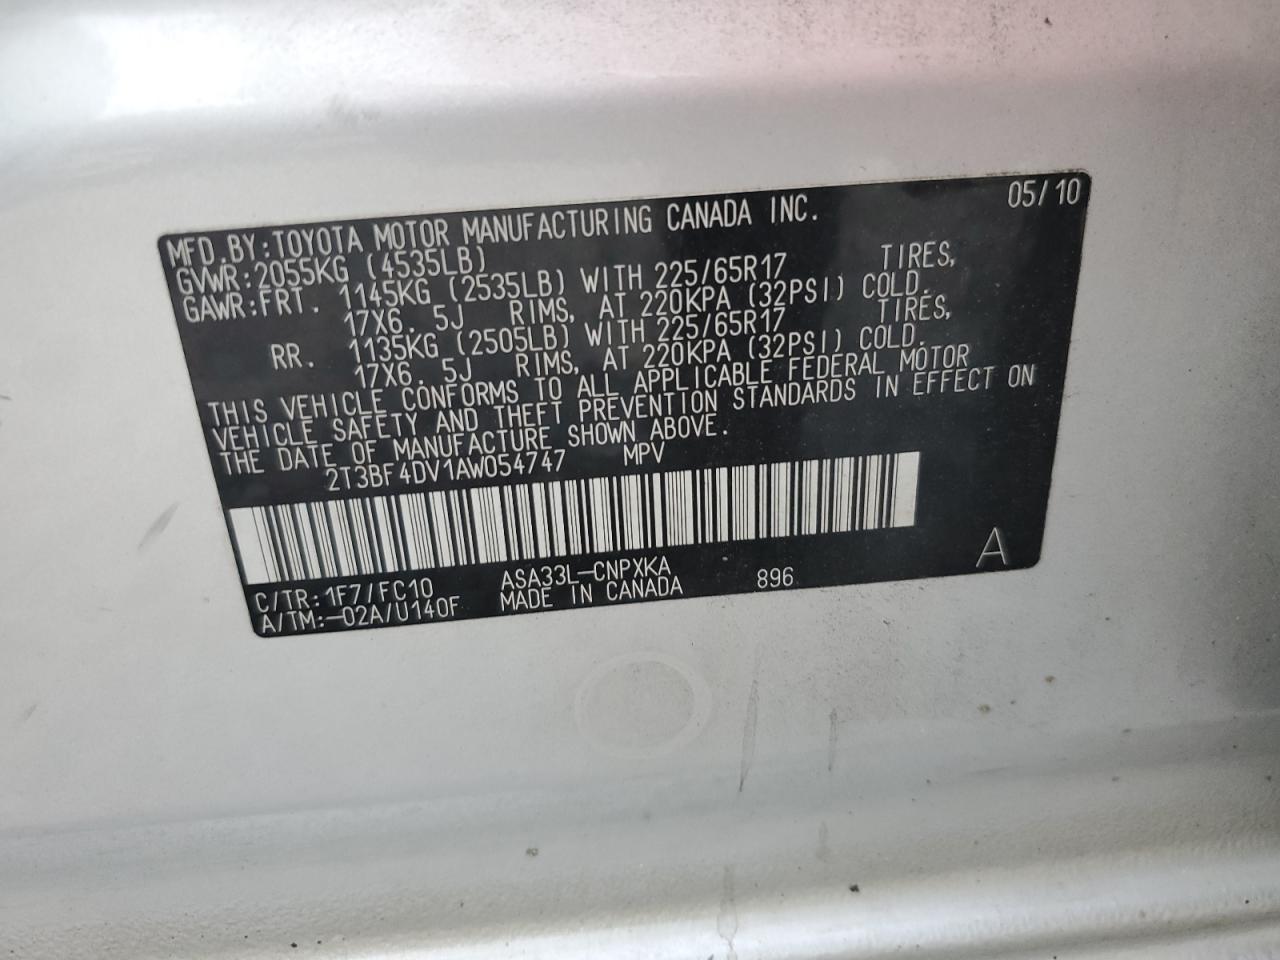 05/10
MFD.BY:TOYOTA MOTOR MANUFACTURING CANADA INC.
GVWR:2055KG (4535LB)
GAWR:FRT. 1145KG (2535LB) WITH 225/65R17 TIRES,
17X6.5J RIMS, AT 220KPA (32PSI) COLD.
RR. 1135KG (2505LB) WITH 225/65R17 TIRES,
17X6.5J RIMS, AT 220KPA (32PSI) COLD.
THIS VEHICLE CONFORMS TO ALL APPLICABLE FEDERAL MOTOR
VEHICLE SAFETY AND THEFT PREVENTION STANDARDS IN EFFECT ON
THE DATE OF MANUFACTURE SHOWN ABOVE.
2T3BF4DV1AW054747 MPV
A
C/TR:1F7/FC10 ASA33L-CNPXKA 896
A/TM:-02A/U140F MADE IN CANADA